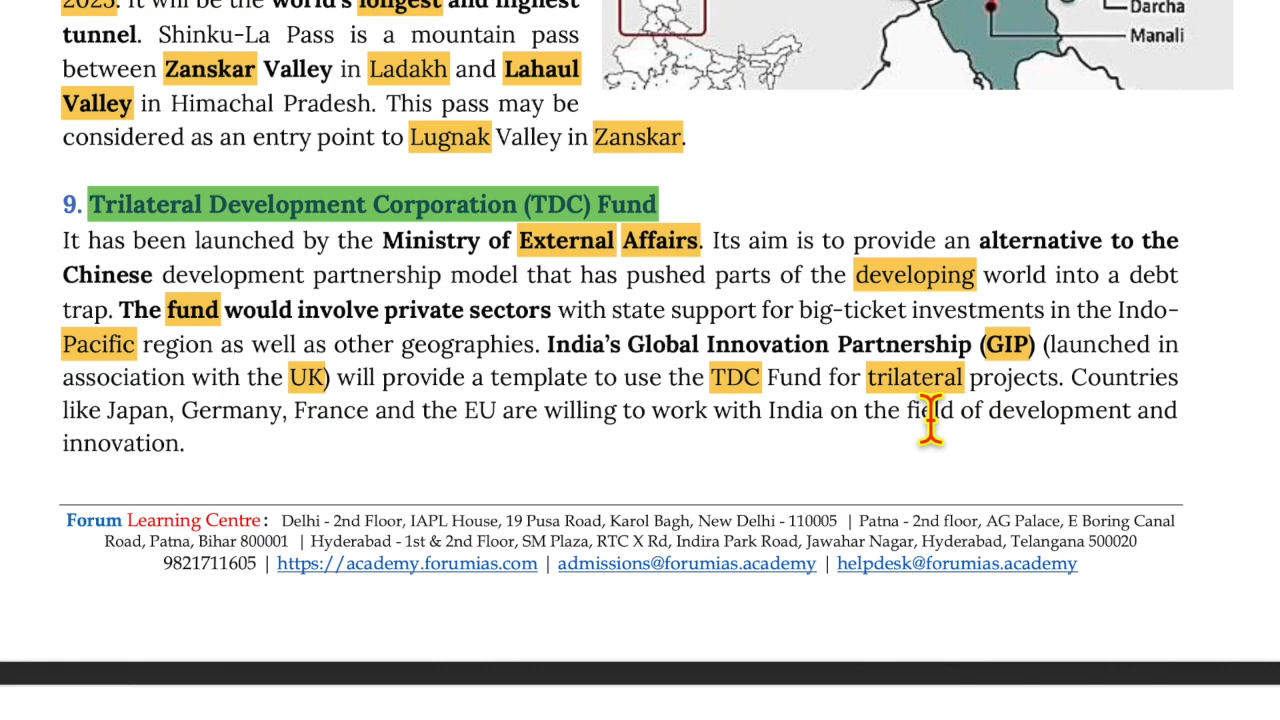 2025. It will be the world's longest and highest
tunnel. Shinku-La Pass is a mountain pass
between Zanskar Valley in Ladakh and Lahaul
Valley in Himachal Pradesh. This pass may be
considered as an entry point to Lugnak Valley in Zanskar.
Darcha
Manali
9. Trilateral Development Corporation (TDC) Fund
It has been launched by the Ministry of External Affairs. Its aim is to provide an alternative to the
Chinese development partnership model that has pushed parts of the developing world into a debt
trap. The fund would involve private sectors with state support for big-ticket investments in the Indo-
Pacific region as well as other geographies. India's Global Innovation Partnership (GIP) (launched in
association with the UK) will provide a template to use the TDC Fund for trilateral projects. Countries
like Japan, Germany, France and the EU are willing to work with India on the field of development and
innovation.
Forum Learning Centre: Delhi - 2nd Floor, IAPL House, 19 Pusa Road, Karol Bagh, New Delhi - 110005 | Patna - 2nd floor, AG Palace, E Boring Canal
Road, Patna, Bihar 800001 | Hyderabad - 1st & 2nd Floor, SM Plaza, RTC X Rd, Indira Park Road, Jawahar Nagar, Hyderabad, Telangana 500020
9821711605 | https://academy.forumias.com | admissions@forumias.academy | helpdesk@forumias.academy